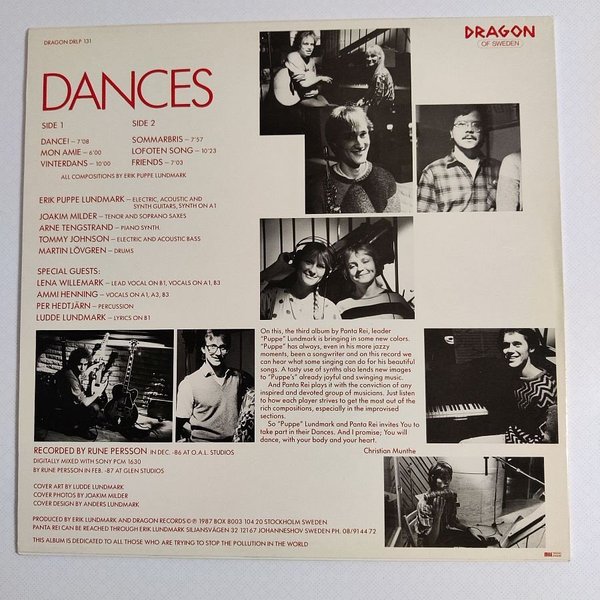 DRAGON DRLP 131
DRAGON
OF SWEDEN
DANCES
SIDE 1
DANCE! – 7'08
MON AMIE – 6'00
VINTERDANS – 10'00
SIDE 2
SOMMARBRIS – 7'57
LOFOTEN SONG – 10'23
FRIENDS – 7'03
ALL COMPOSITIONS BY ERIK PUPPE LUNDMARK
ERIK PUPPE LUNDMARK – ELECTRIC, ACOUSTIC AND
SYNTH GUITARS, SYNTH ON A1
JOAKIM MILDER – TENOR AND SOPRANO SAXES
ARNE TENGSTRAND – PIANO SYNTH.
TOMMY JOHNSON – ELECTRIC AND ACOUSTIC BASS
MARTIN LÖVGREN – DRUMS
SPECIAL GUESTS:
LENA WILLEMARK – LEAD VOCAL ON B1, VOCALS ON A1, B3
AMMI HENNING – VOCALS ON A1, A3, B3
PER HEDTJÄRN – PERCUSSION
LUDDE LUNDMARK – LYRICS ON B1
On this, the third album by Panta Rei, leader
"Puppe" Lundmark is bringing in some new colors.
"Puppe" has always, even in his more jazzy
moments, been a songwriter and on this record we
can hear what some singing can do for his beautiful
songs. A tasty use of synths also lends new images
to "Puppe's" already joyful and swinging music.
And Panta Rei plays it with the conviction of any
inspired and devoted group of musicians. Just listen
to how each player strives to get the most out of the
rich compositions, especially in the improvised
sections.
So "Puppe" Lundmark and Panta Rei invites You to
take part in their Dances. And I promise; You will
dance, with your body and your heart.
Christian Munthe
RECORDED BY RUNE PERSSON IN DEC. -86 AT O.A.L. STUDIOS
DIGITALLY MIXED WITH SONY PCM 1630
BY RUNE PERSSON IN FEB. -87 AT GLEN STUDIOS
COVER ART BY LUDDE LUNDMARK
COVER PHOTOS BY JOAKIM MILDER
COVER DESIGN BY ANDERS LUNDMARK
PRODUCED BY ERIK LUNDMARK AND DRAGON RECORDS © ℗ 1987 BOX 8003 104 20 STOCKHOLM SWEDEN
PANTA REI CAN BE REACHED THROUGH ERIK LUNDMARK SILJANSVÄGEN 32 12167 JOHANNESHOV SWEDEN PH. 08/91 44 72
THIS ALBUM IS DEDICATED TO ALL THOSE WHO ARE TRYING TO STOP THE POLLUTION IN THE WORLD